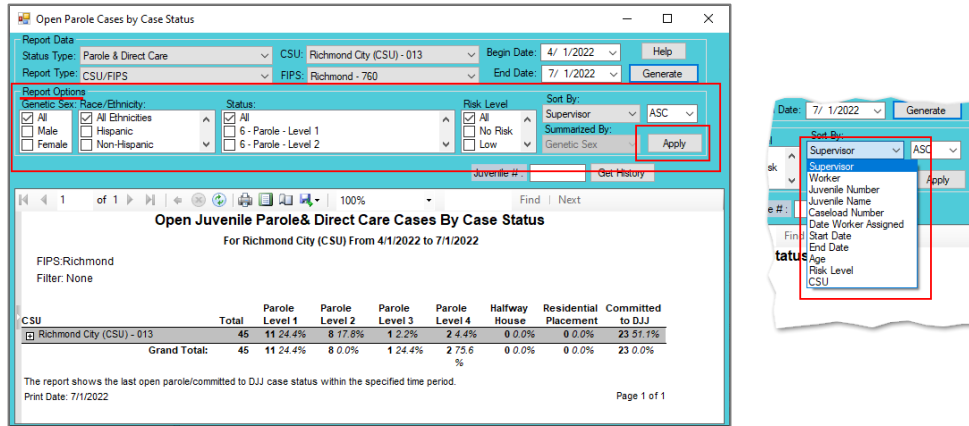 Open Parole Cases by Case Status
Report Data
Status Type: Parole & Direct Care CSU: Richmond City (CSU) - 013 Begin Date: 4/ 1/2022 Help
Report Type: CSU/FIPS FIPS: Richmond - 760 End Date: 7/ 1/2022 Generate
Report Options
Genetic Sex: Race/Ethnicity: Status: Risk Level Sort By:
All All Ethnicities All All Supervisor ASC
Male Hispanic 6 - Parole - Level 1 No Risk Summarized By:
Female Non-Hispanic 6 - Parole - Level 2 Low Genetic Sex Apply
Juvenile # : Get History
1 of 1 100% Find | Next
Open Juvenile Parole& Direct Care Cases By Case Status
For Richmond City (CSU) From 4/1/2022 to 7/1/2022
FIPS:Richmond
Filter: None
CSU Total Parole Level 1 Parole Level 2 Parole Level 3 Parole Level 4 Halfway House Residential Placement Committed to DJJ
Richmond City (CSU) - 013 45 11 24.4% 8 17.8% 1 2.2% 2 4.4% 0 0.0% 0 0.0% 23 51.1%
Grand Total: 45 11 24.4% 8 0.0% 1 24.4% 2 75.6 % 0 0.0% 0 0.0% 23 0.0%
The report shows the last open parole/committed to DJJ case status within the specified time period.
Print Date: 7/1/2022 Page 1 of 1
Date: 7/ 1/2022 Generate
Sort By:
Supervisor ASC
sk Apply
Supervisor
Worker
Juvenile Number
Juvenile Name
Caseload Number
Date Worker Assigned
Start Date
End Date
Age
Risk Level
CSU
e # :
Find
tatus